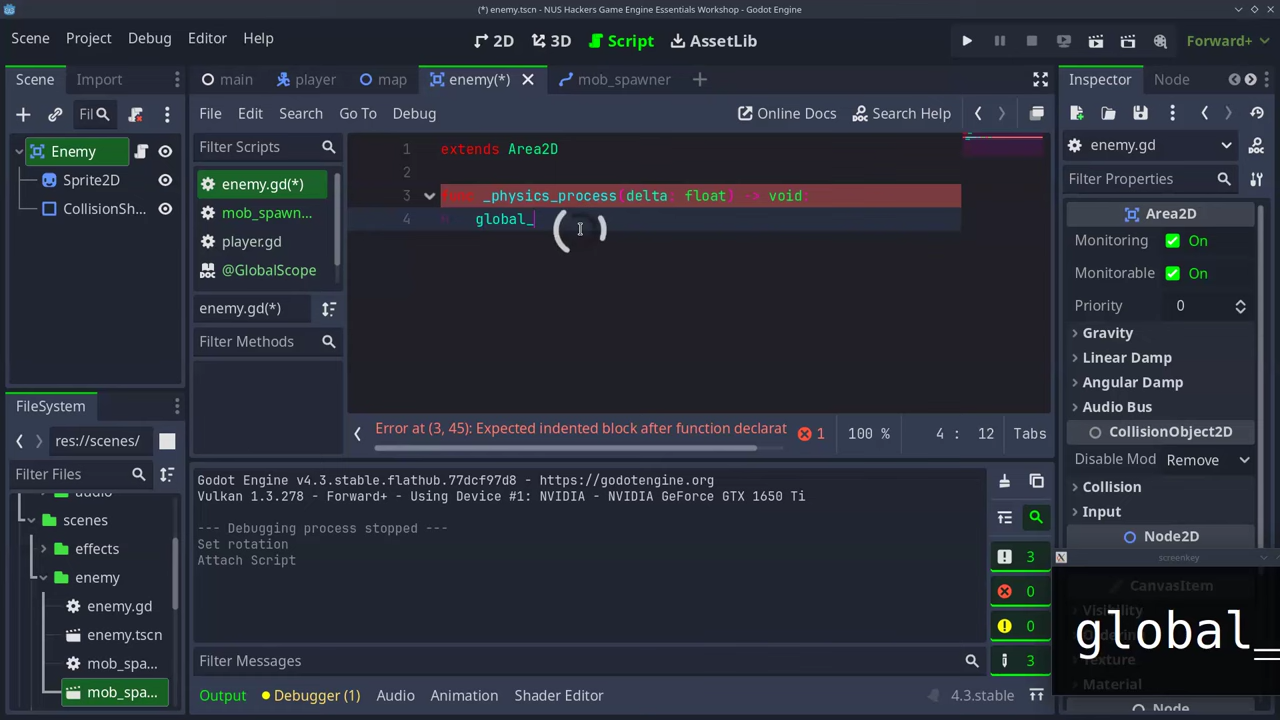 (*) enemy.tscn - NUS Hackers Game Engine Essentials Workshop - Godot Engine
Scene Project Debug Editor Help
2D 3D Script AssetLib
Forward+
Scene Import
main player map enemy(*) mob_spawner
Inspector Node
Fil
File Edit Search Go To Debug
Online Docs Search Help
Enemy
Sprite2D
CollisionSh...
Filter Scripts
enemy.gd(*)
mob_spawn...
player.gd
@GlobalScope
enemy.gd(*)
Filter Methods
1 extends Area2D
2
3 func _physics_process(delta: float) -> void:
4 global_
Error at (3, 45): Expected indented block after function declarat
1
100 %
4 : 12
Tabs
enemy.gd
Filter Properties
Area2D
Monitoring On
Monitorable On
Priority 0
Gravity
Linear Damp
Angular Damp
Audio Bus
CollisionObject2D
Disable Mod Remove
Collision
Input
Node2D
CanvasItem
Material
Node
FileSystem
res://scenes/
Filter Files
audio
scenes
effects
enemy
enemy.gd
enemy.tscn
mob_spa...
mob_spa...
Godot Engine v4.3.stable.flathub.77dcf97d8 - https://godotengine.org
Vulkan 1.3.278 - Forward+ - Using Device #1: NVIDIA - NVIDIA GeForce GTX 1650 Ti
--- Debugging process stopped ---
Set rotation
Attach Script
3
0
0
3
Filter Messages
Output Debugger (1) Audio Animation Shader Editor
4.3.stable
screenkey
global_